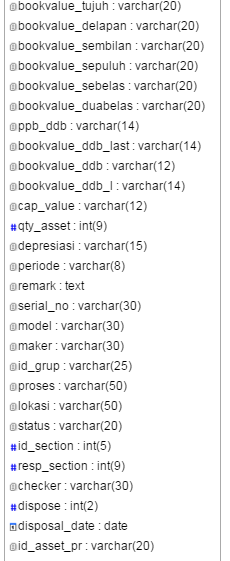 bookvalue_tujuh : varchar(20)
bookvalue_delapan : varchar(20)
bookvalue_sembilan : varchar(20)
bookvalue_sepuluh : varchar(20)
bookvalue_sebelas : varchar(20)
bookvalue_duabelas : varchar(20)
ppb_ddb : varchar(14)
bookvalue_ddb_last : varchar(14)
bookvalue_ddb : varchar(12)
bookvalue_ddb_l : varchar(14)
cap_value : varchar(12)
# qty_asset : int(9)
depresiasi : varchar(15)
periode : varchar(8)
remark : text
serial_no : varchar(30)
model : varchar(30)
maker : varchar(30)
id_grup : varchar(25)
proses : varchar(50)
lokasi : varchar(50)
status : varchar(20)
# id_section : int(5)
# resp_section : int(9)
checker : varchar(30)
# dispose : int(2)
disposal_date : date
id_asset_pr : varchar(20)